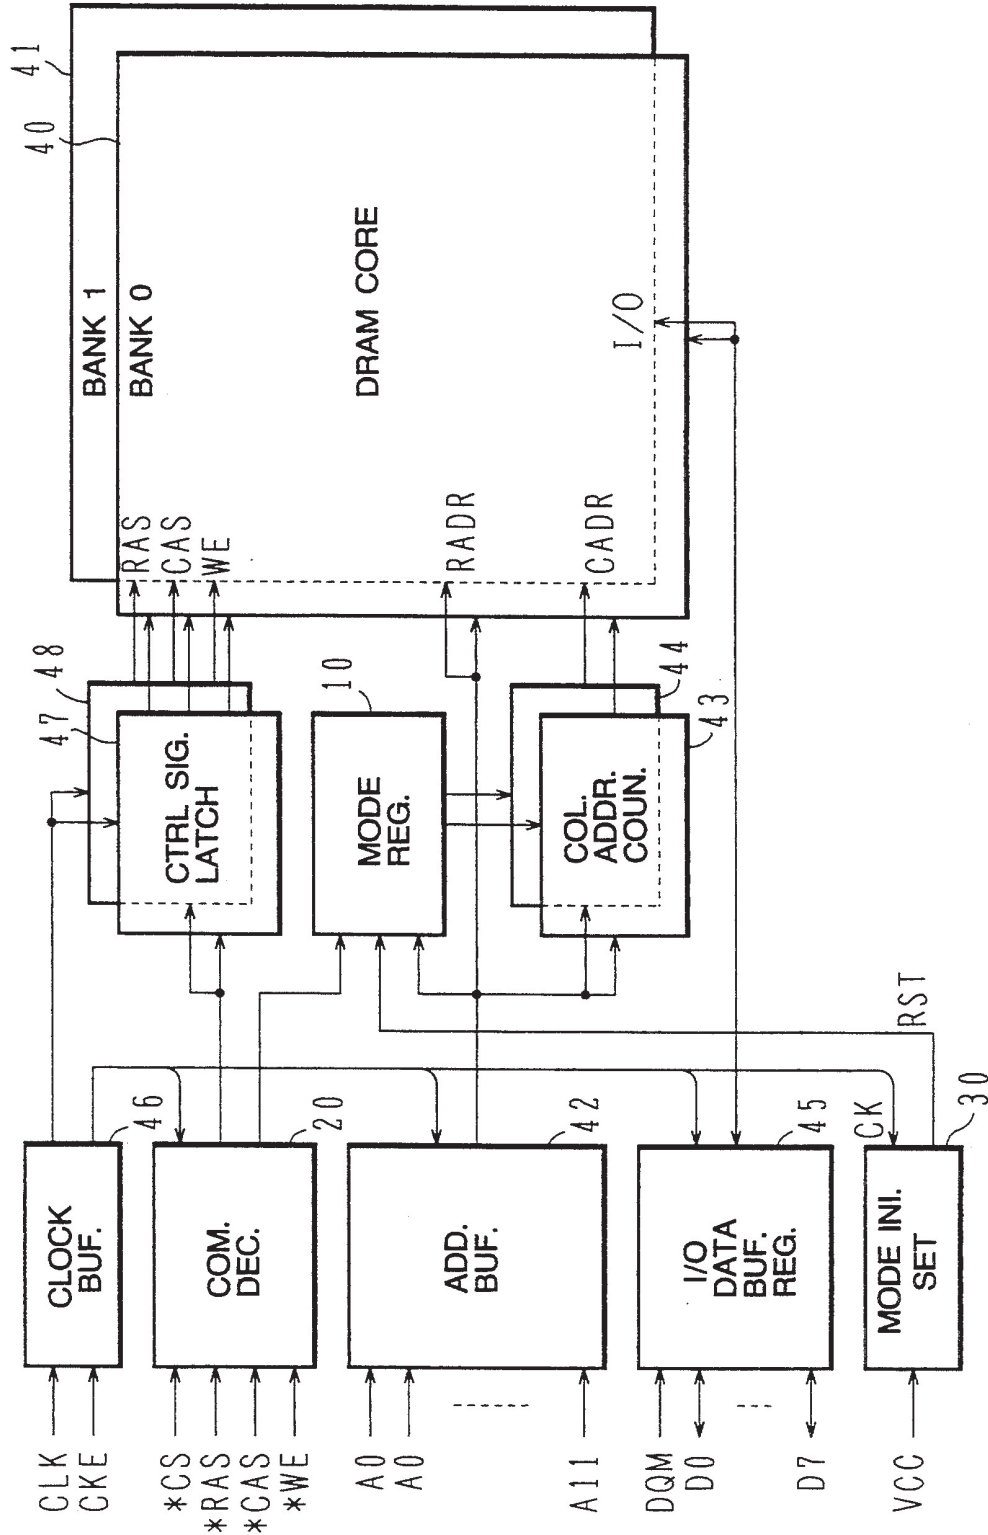 CLK
CKE
*CS
*RAS
*CAS
*WE
A0
A0
A11
DQM
D0
D7
VCC
CLOCK
BUF.
46
COM.
DEC.
20
ADD.
BUF.
42
I/O
DATA
BUF.
REG.
45
MODE INI.
SET
30
CK
RST
CTRL SIG.
LATCH
47
48
MODE
REG.
10
COL.
ADDR.
COUN.
43
44
RAS
CAS
WE
RADR
CADR
I/O
BANK 1
BANK 0
DRAM CORE
40
41